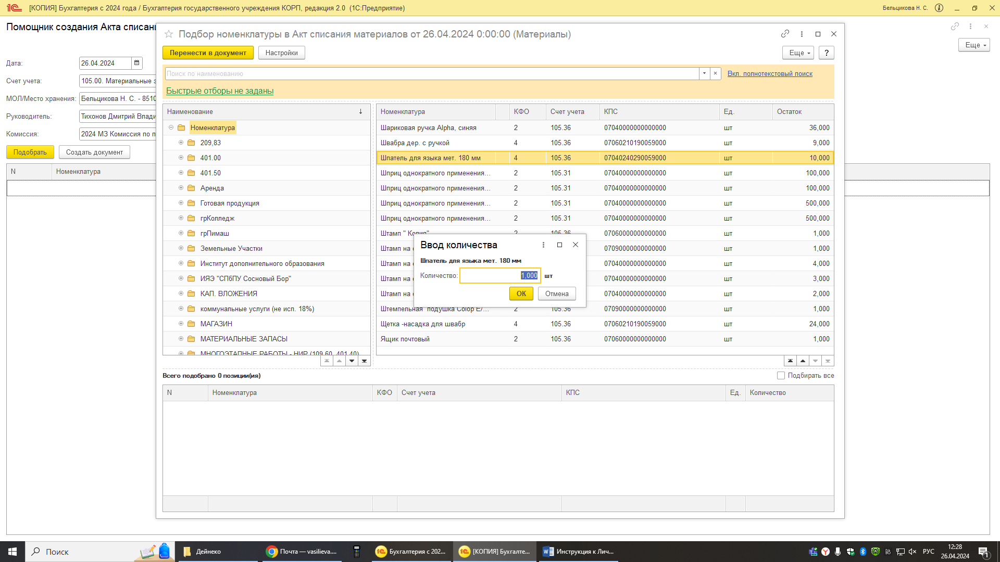 [КОПИЯ] Бухгалтерия с 2024 года / Бухгалтерия государственного учреждения КОРП, редакция 2.0 (1С:Предприятие)
Бельцикова Н. С.
Помощник создания Акта списан
Еще
Дата:
26.04.2024
Счет учета:
105.00. Материальные з
МОЛ/Место хранения:
Бельцикова Н. С. - 8510
Руководитель:
Тихонов Дмитрий Влади
Комиссия:
2024 МЗ Комиссия по п
Подобрать
Создать документ
N
Номенклатура
Подбор номенклатуры в Акт списания материалов от 26.04.2024 0:00:00 (Материалы)
Перенести в документ
Настройки
Еще
?
Поиск по наименованию
Вкл. полнотекстовый поиск
Быстрые отборы не заданы
Наименование
Номенклатура
209,83
401.00
401.50
Аренда
Готовая продукция
грКолледж
грПимаш
Земельные Участки
Институт дополнительного образования
ИЯЭ "СПбПУ Сосновый Бор"
КАП. ВЛОЖЕНИЯ
коммунальные услуги (не исп. 18%)
МАГАЗИН
МАТЕРИАЛЬНЫЕ ЗАПАСЫ
МНОГОЭТАПНЫЕ РАБОТЫ - НИР (109.60, 401.40)
Номенклатура КФО Счет учета КПС Ед. Остаток
Шариковая ручка Alpha, синяя 2 105.36 07040000000000000 шт 36,000
Швабра дер. с ручкой 4 105.36 07060210190059000 шт 9,000
Шпатель для языка мет. 180 мм 4 105.36 07040240290059000 шт 10,000
Шприц однократного применения... 2 105.31 07040000000000000 шт 100,000
Шприц однократного применения... 2 105.31 07040000000000000 шт 100,000
Шприц однократного применения... 2 105.31 07040000000000000 шт 500,000
Шприц однократного применения... 2 105.31 07040000000000000 шт 500,000
Штамп " Копия" 2 105.36 07060000000000000 шт 1,000
Штамп на 07090000000000000 шт 1,000
Штамп на 07040000000000000 шт 4,000
Штамп на 07040000000000000 шт 3,000
Штамп на 07040000000000000 шт 2,000
Штемпельная подушка Colop E/... 2 105.36 07090000000000000 шт 1,000
Щетка -насадка для швабр 4 105.36 07060210190059000 шт 24,000
Ящик почтовый 2 105.36 07060000000000000 шт 1,000
Ввод количества
Шпатель для языка мет. 180 мм
Количество: 1,000 шт
ОК
Отмена
Всего подобрано 0 позиции(ия)
Подбирать все
N Номенклатура КФО Счет учета КПС Ед. Количество
Поиск
Дейнеко
Почта — vasilieva....
Бухгалтерия с 202...
[КОПИЯ] Бухгалте...
Инструкция к Лич...
РУС
12:28
26.04.2024
1